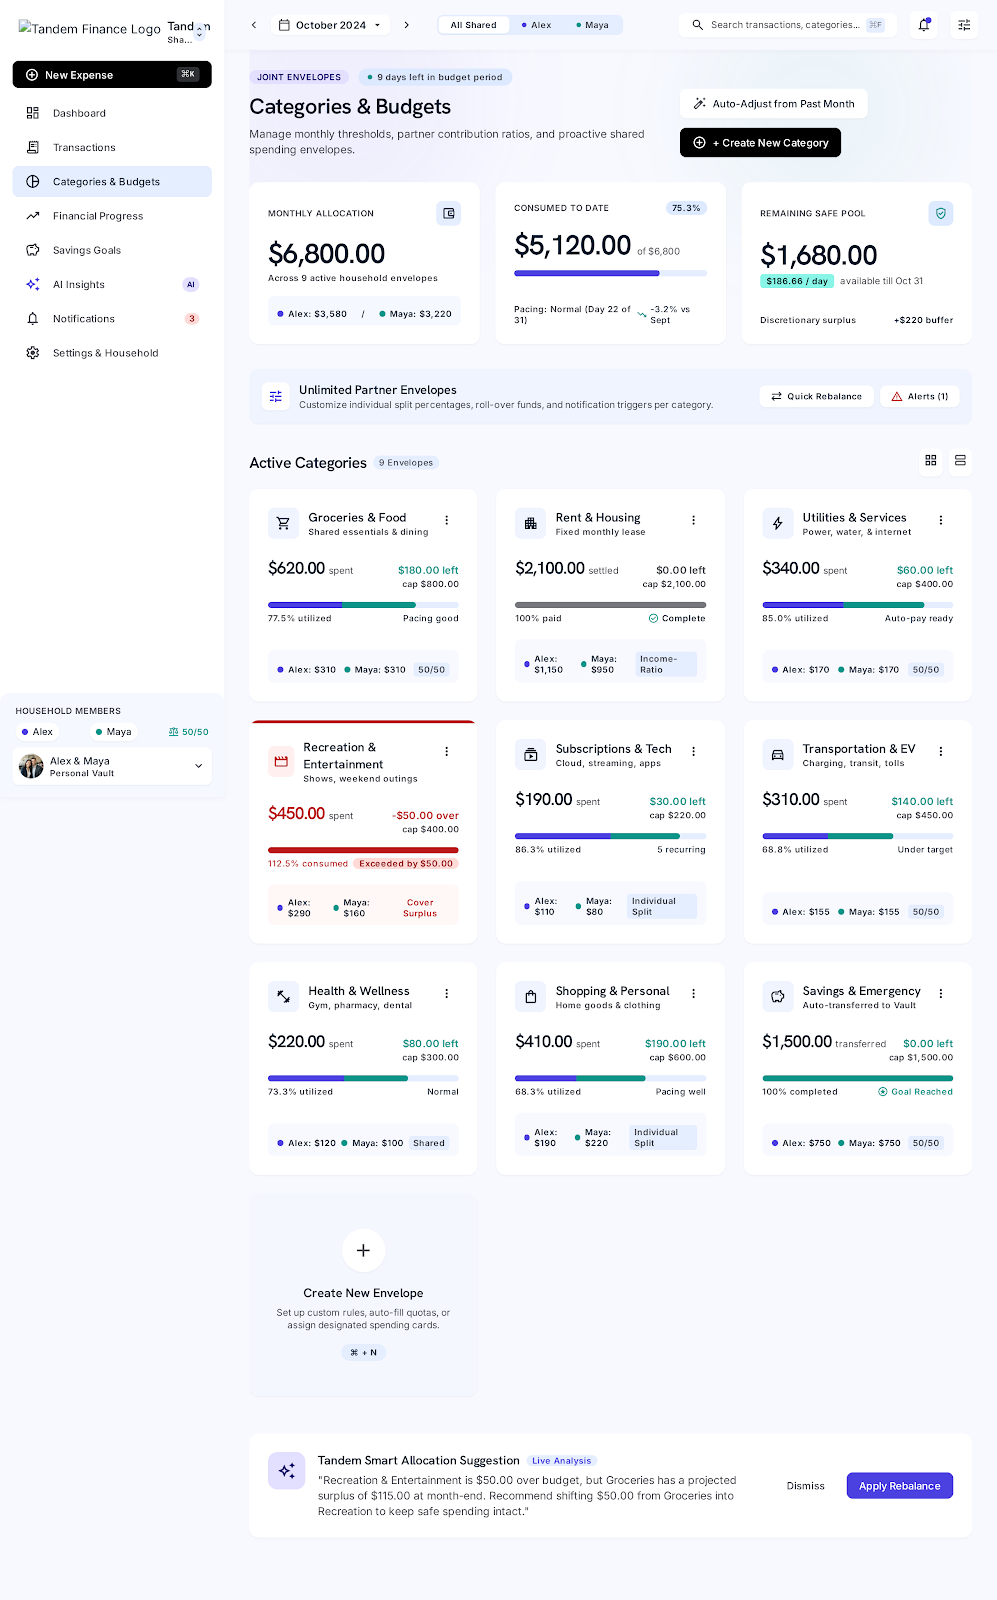 Tandem Finance Logo
Tandem
Sha...
New Expense ⌘K
Dashboard
Transactions
Categories & Budgets
Financial Progress
Savings Goals
AI Insights AI
Notifications 3
Settings & Household
HOUSEHOLD MEMBERS
Alex Maya 50/50
Alex & Maya
Personal Vault
October 2024
All Shared Alex Maya
Search transactions, categories... ⌘F
JOINT ENVELOPES 9 days left in budget period
Categories & Budgets
Manage monthly thresholds, partner contribution ratios, and proactive shared
spending envelopes.
Auto-Adjust from Past Month
+ Create New Category
MONTHLY ALLOCATION
$6,800.00
Across 9 active household envelopes
Alex: $3,580 / Maya: $3,220
CONSUMED TO DATE 75.3%
$5,120.00 of $6,800
Pacing: Normal (Day 22 of
31)
-3.2% vs
Sept
REMAINING SAFE POOL
$1,680.00
$186.66 / day available till Oct 31
Discretionary surplus +$220 buffer
Unlimited Partner Envelopes
Customize individual split percentages, roll-over funds, and notification triggers per category.
Quick Rebalance
Alerts (1)
Active Categories 9 Envelopes
Groceries & Food
Shared essentials & dining
$620.00 spent $180.00 left
cap $800.00
77.5% utilized Pacing good
Alex: $310 Maya: $310 50/50
Rent & Housing
Fixed monthly lease
$2,100.00 settled $0.00 left
cap $2,100.00
100% paid Complete
Alex:
$1,150
Maya:
$950
Income-
Ratio
Utilities & Services
Power, water, & internet
$340.00 spent $60.00 left
cap $400.00
85.0% utilized Auto-pay ready
Alex: $170 Maya: $170 50/50
Recreation &
Entertainment
Shows, weekend outings
$450.00 spent -$50.00 over
cap $400.00
112.5% consumed Exceeded by $50.00
Alex:
$290
Maya:
$160
Cover
Surplus
Subscriptions & Tech
Cloud, streaming, apps
$190.00 spent $30.00 left
cap $220.00
86.3% utilized 5 recurring
Alex:
$110
Maya:
$80
Individual
Split
Transportation & EV
Charging, transit, tolls
$310.00 spent $140.00 left
cap $450.00
68.8% utilized Under target
Alex: $155 Maya: $155 50/50
Health & Wellness
Gym, pharmacy, dental
$220.00 spent $80.00 left
cap $300.00
73.3% utilized Normal
Alex: $120 Maya: $100 Shared
Shopping & Personal
Home goods & clothing
$410.00 spent $190.00 left
cap $600.00
68.3% utilized Pacing well
Alex:
$190
Maya:
$220
Individual
Split
Savings & Emergency
Auto-transferred to Vault
$1,500.00 transferred $0.00 left
cap $1,500.00
100% completed Goal Reached
Alex: $750 Maya: $750 50/50
Create New Envelope
Set up custom rules, auto-fill quotas, or
assign designated spending cards.
⌘ + N
Tandem Smart Allocation Suggestion Live Analysis
"Recreation & Entertainment is $50.00 over budget, but Groceries has a projected
surplus of $115.00 at month-end. Recommend shifting $50.00 from Groceries into
Recreation to keep safe spending intact."
Dismiss
Apply Rebalance